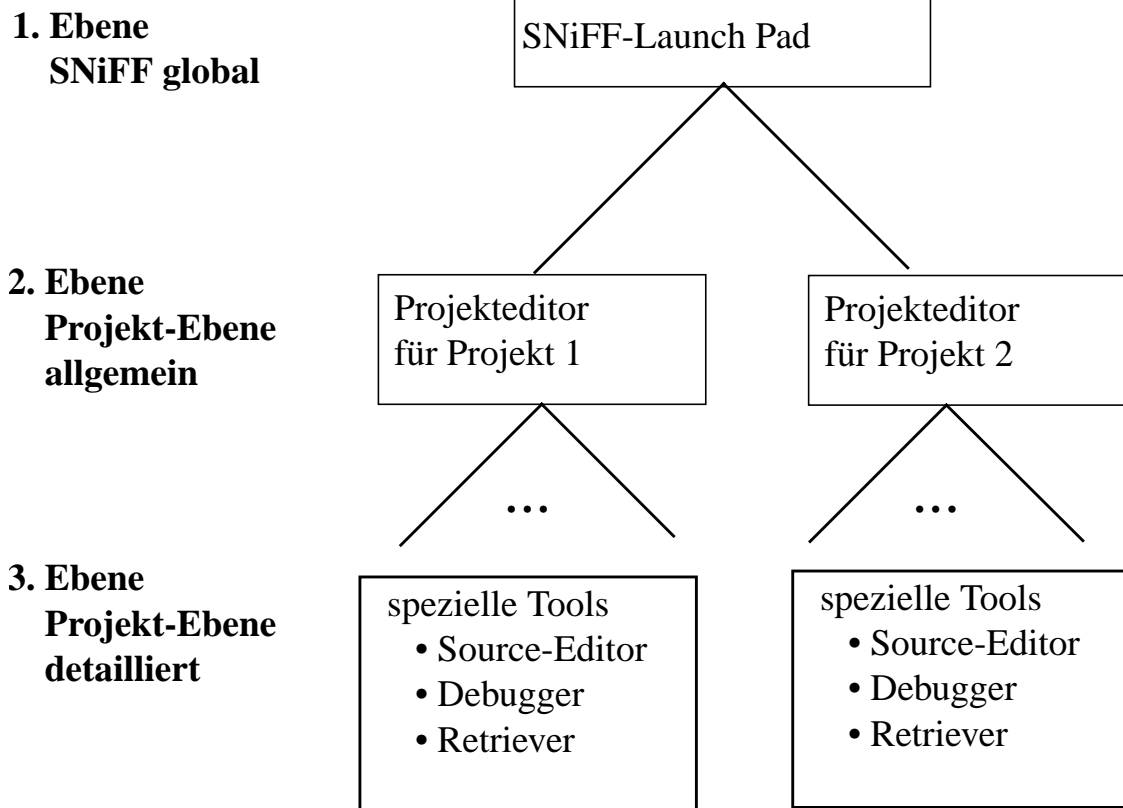 1. Ebene
SNiFF global
SNiFF-Launch Pad
2. Ebene
Projekt-Ebene
allgemein
Projekteditor
für Projekt 1
Projekteditor
für Projekt 2
...
...
3. Ebene
Projekt-Ebene
detailliert
spezielle Tools
• Source-Editor
• Debugger
• Retriever
spezielle Tools
• Source-Editor
• Debugger
• Retriever